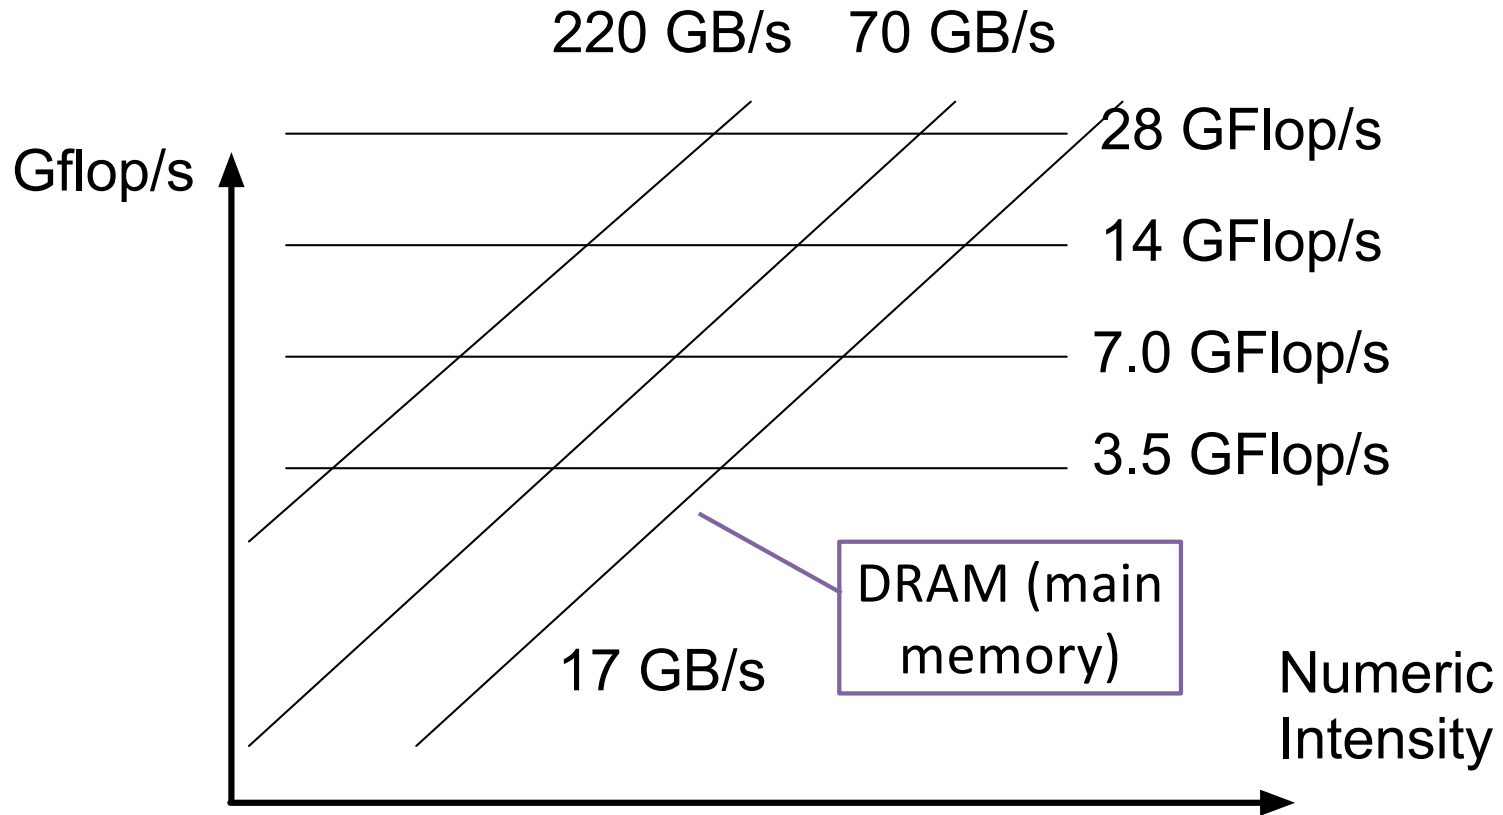 220 GB/s 70 GB/s
28 GFlop/s
Gflop/s
14 GFlop/s
7.0 GFlop/s
3.5 GFlop/s
DRAM (main
memory)
17 GB/s
Numeric
Intensity